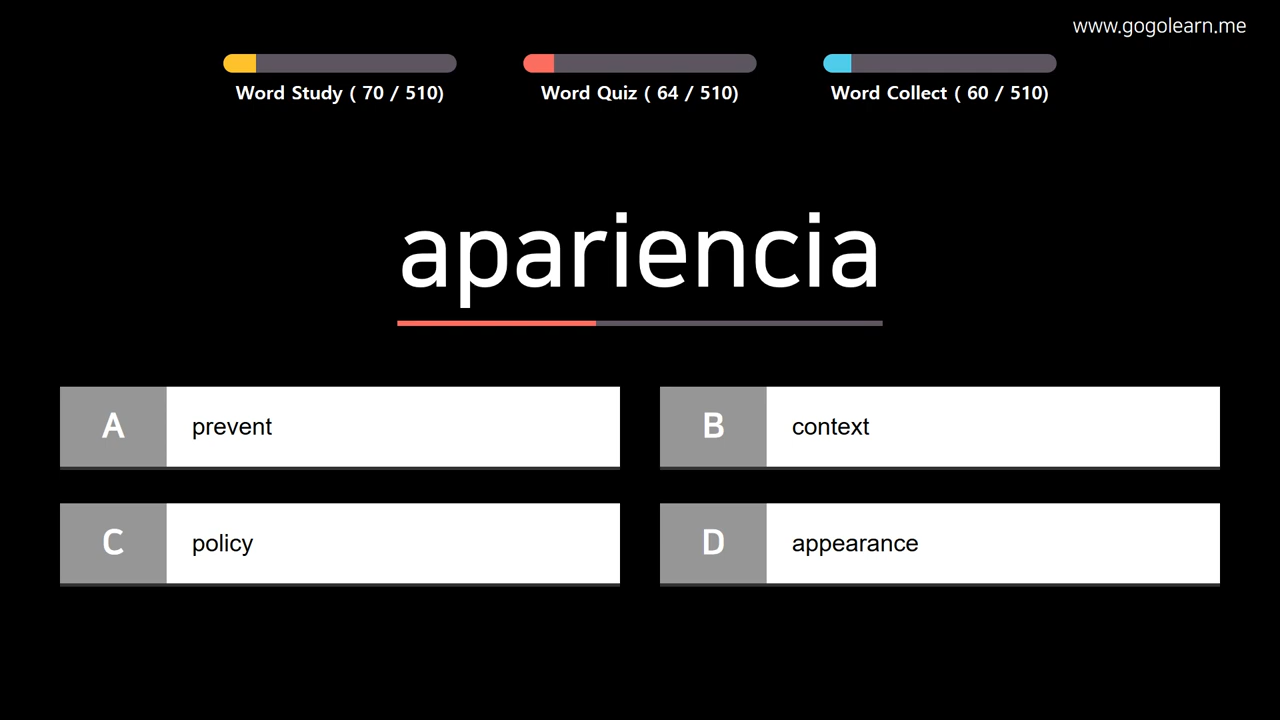 www.gogolearn.me
Word Study ( 70 / 510)
Word Quiz ( 64 / 510)
Word Collect ( 60 / 510)
apariencia
A prevent
B context
C policy
D appearance